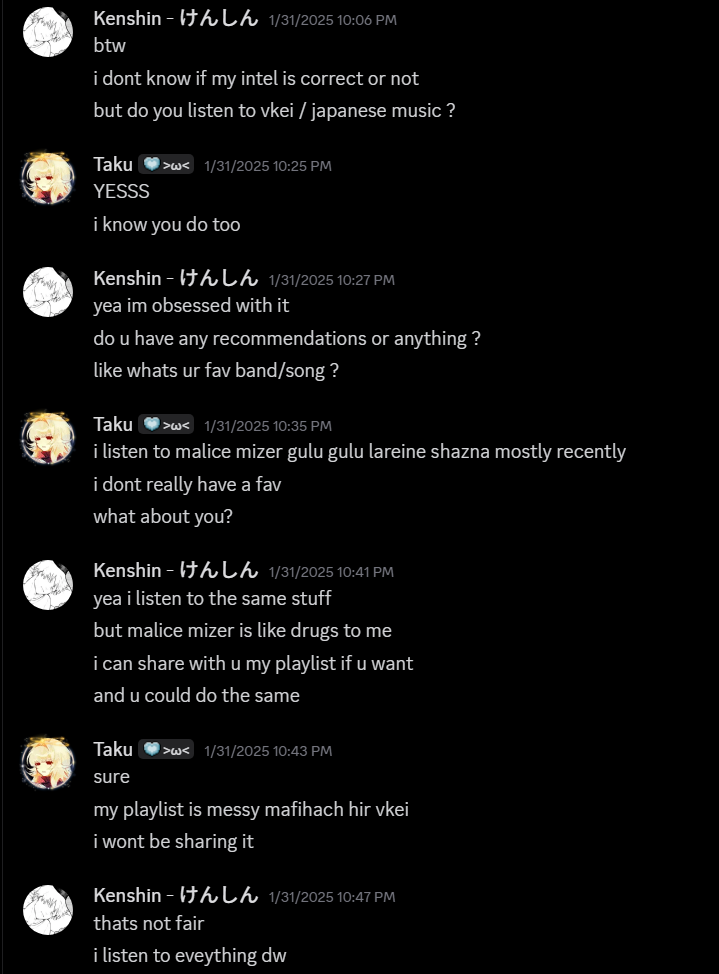 Kenshin - けんしん 1/31/2025 10:06 PM
btw
i dont know if my intel is correct or not
but do you listen to vkei / japanese music ?
Taku >ω< 1/31/2025 10:25 PM
YESSS
i know you do too
Kenshin - けんしん 1/31/2025 10:27 PM
yea im obsessed with it
do u have any recommendations or anything ?
like whats ur fav band/song ?
Taku >ω< 1/31/2025 10:35 PM
i listen to malice mizer gulu gulu lareine shazna mostly recently
i dont really have a fav
what about you?
Kenshin - けんしん 1/31/2025 10:41 PM
yea i listen to the same stuff
but malice mizer is like drugs to me
i can share with u my playlist if u want
and u could do the same
Taku >ω< 1/31/2025 10:43 PM
sure
my playlist is messy mafihach hir vkei
i wont be sharing it
Kenshin - けんしん 1/31/2025 10:47 PM
thats not fair
i listen to eveything dw